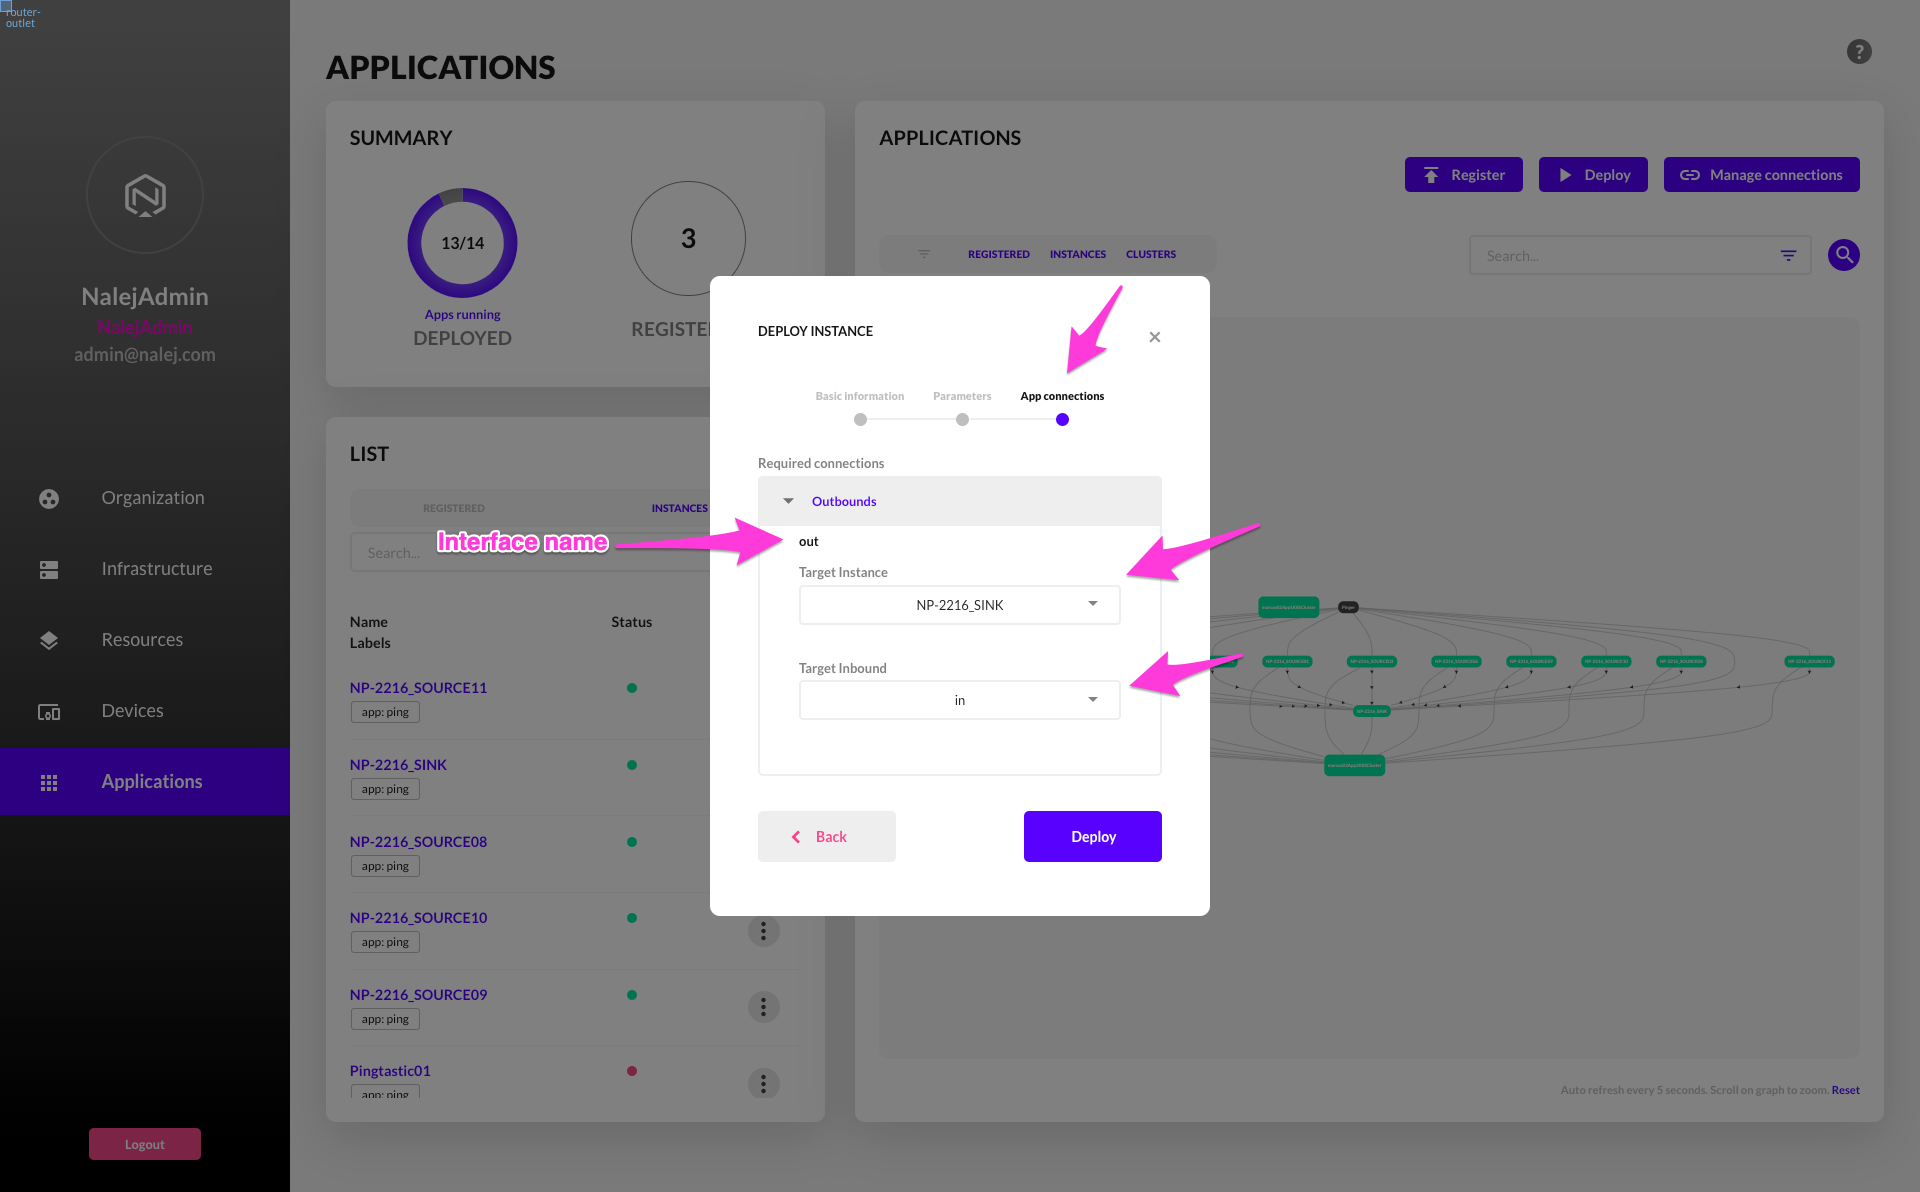 router-
outlet
NalejAdmin
NalejAdmin
admin@nalej.com
Organization
Infrastructure
Resources
Devices
Applications
Logout
APPLICATIONS
?
SUMMARY
13/14
Apps running
DEPLOYED
3
REGISTE
LIST
REGISTERED
INSTANCES
Search...
Name
Labels
Status
NP-2216_SOURCE11
app: ping
NP-2216_SINK
app: ping
NP-2216_SOURCE08
app: ping
NP-2216_SOURCE10
app: ping
NP-2216_SOURCE09
app: ping
Pingtastic01
app: ping
APPLICATIONS
Register
Deploy
Manage connections
REGISTERED
INSTANCES
CLUSTERS
Search...
DEPLOY INSTANCE
Basic information
Parameters
App connections
Required connections
Outbounds
Interface name
out
Target Instance
NP-2216_SINK
Target Inbound
in
Back
Deploy
Pinger
NP-2216_SINK
Auto refresh every 5 seconds. Scroll on graph to zoom. Reset